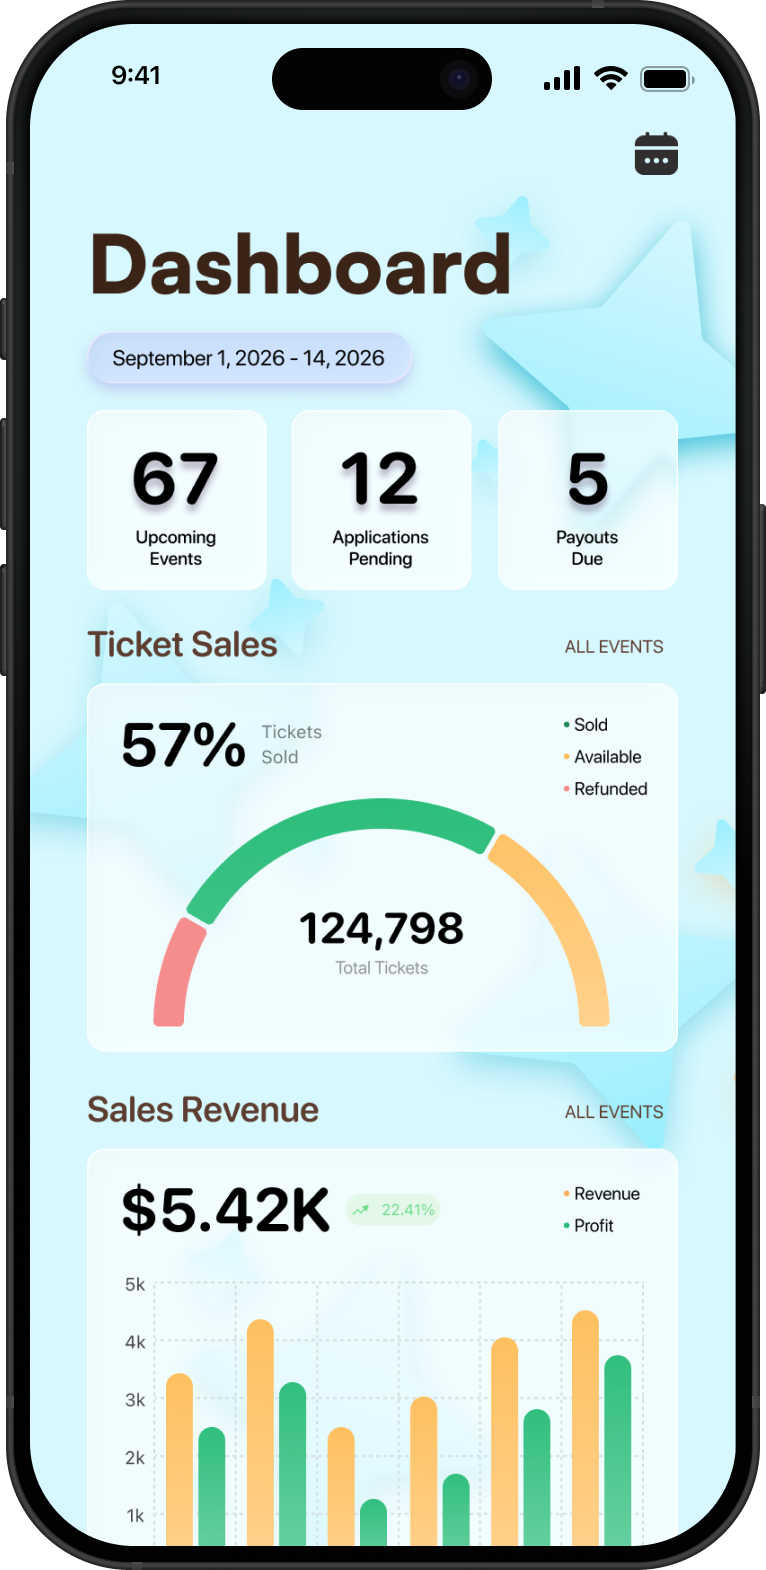 9:41
Dashboard
September 1, 2026 - 14, 2026
67
Upcoming
Events
12
Applications
Pending
5
Payouts
Due
Ticket Sales
ALL EVENTS
57%
Tickets
Sold
Sold
Available
Refunded
124,798
Total Tickets
Sales Revenue
ALL EVENTS
$5.42K
22.41%
Revenue
Profit
5k
4k
3k
2k
1k